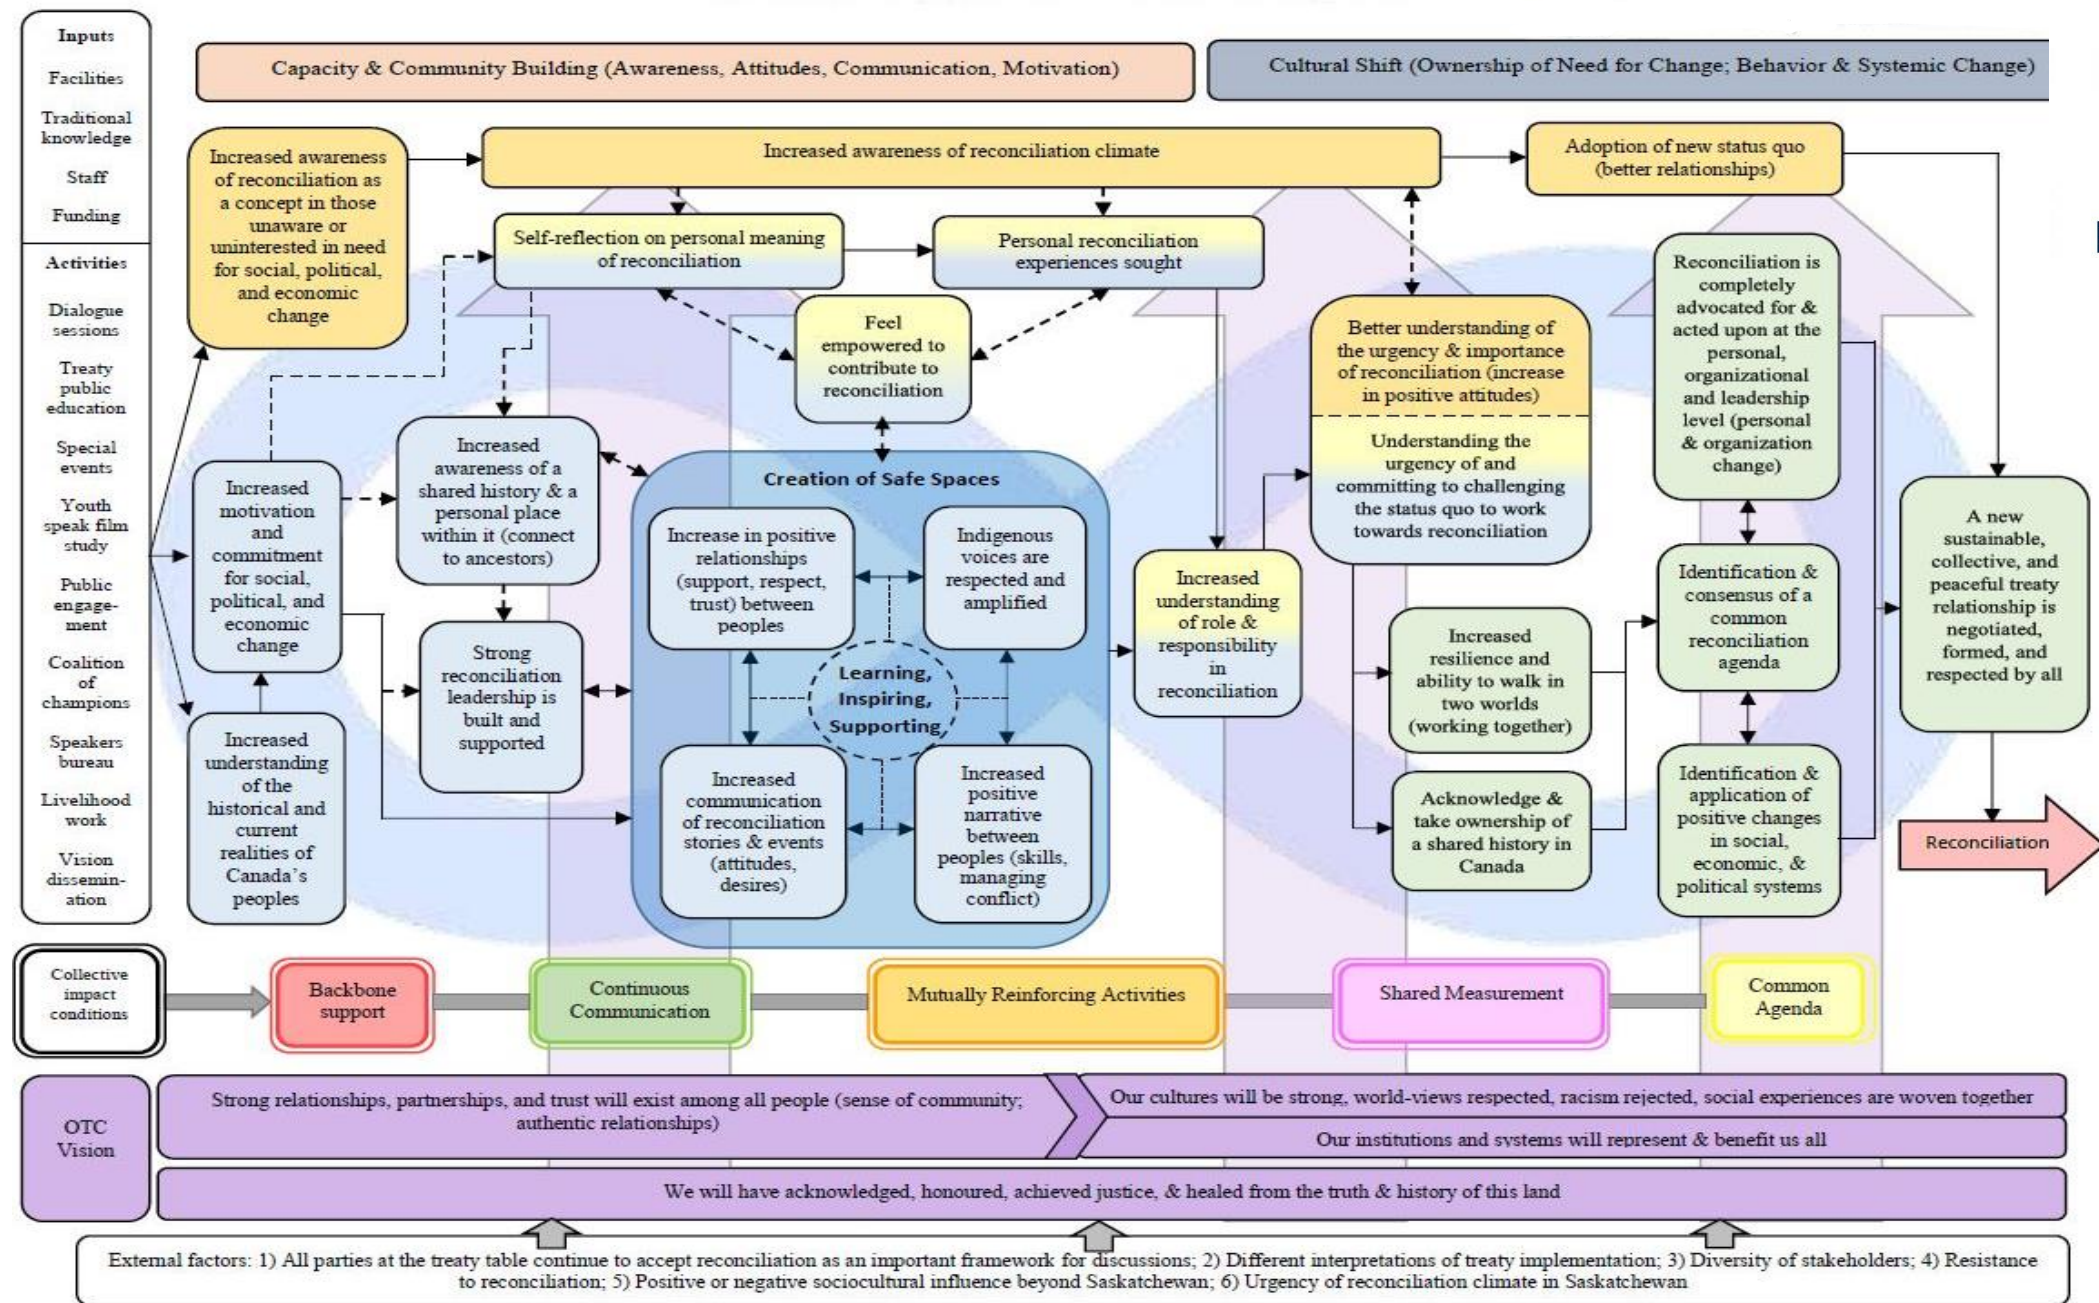 Inputs
Facilities
Traditional
knowledge
Staff
Funding
Activities
Dialogue
sessions
Treaty
public
education
Special
events
Youth
speak film
study
Public
engage-
ment
Coalition
of
champions
Speakers
bureau
Livelihood
work
Vision
dissemin-
ation
Capacity & Community Building (Awareness, Attitudes, Communication, Motivation)
Cultural Shift (Ownership of Need for Change; Behavior & Systemic Change)
Increased awareness
of reconciliation as
a concept in those
unaware or
uninterested in need
for social, political,
and economic
change
Increased awareness of reconciliation climate
Adoption of new status quo
(better relationships)
Self-reflection on personal meaning
of reconciliation
Personal reconciliation
experiences sought
Feel
empowered to
contribute to
reconciliation
Increased
motivation
and
commitment
for social,
political, and
economic
change
Increased
awareness of a
shared history & a
personal place
within it (connect
to ancestors)
Strong
reconciliation
leadership is
built and
supported
Increased
understanding
of the
historical and
current
realities of
Canada's
peoples
Creation of Safe Spaces
Increase in positive
relationships
(support, respect,
trust) between
peoples
Indigenous
voices are
respected and
amplified
Learning,
Inspiring,
Supporting
Increased
communication
of reconciliation
stories & events
(attitudes,
desires)
Increased
positive
narrative
between
peoples (skills,
managing
conflict)
Increased
understanding
of role &
responsibility
in
reconciliation
Better understanding of
the urgency & importance
of reconciliation (increase
in positive attitudes)
Understanding the
urgency of and
committing to challenging
the status quo to work
towards reconciliation
Increased
resilience and
ability to walk in
two worlds
(working together)
Acknowledge &
take ownership of
a shared history in
Canada
Reconciliation is
completely
advocated for &
acted upon at the
personal,
organizational
and leadership
level (personal
& organization
change)
Identification &
consensus of a
common
reconciliation
agenda
Identification &
application of
positive changes
in social,
economic, &
political systems
A new
sustainable,
collective, and
peaceful treaty
relationship is
negotiated,
formed, and
respected by all
Reconciliation
Collective
impact
conditions
Backbone
support
Continuous
Communication
Mutually Reinforcing Activities
Shared Measurement
Common
Agenda
OTC
Vision
Strong relationships, partnerships, and trust will exist among all people (sense of community;
authentic relationships)
Our cultures will be strong, world-views respected, racism rejected, social experiences are woven together
Our institutions and systems will represent & benefit us all
We will have acknowledged, honoured, achieved justice, & healed from the truth & history of this land
External factors: 1) All parties at the treaty table continue to accept reconciliation as an important framework for discussions; 2) Different interpretations of treaty implementation; 3) Diversity of stakeholders; 4) Resistance
to reconciliation; 5) Positive or negative sociocultural influence beyond Saskatchewan; 6) Urgency of reconciliation climate in Saskatchewan